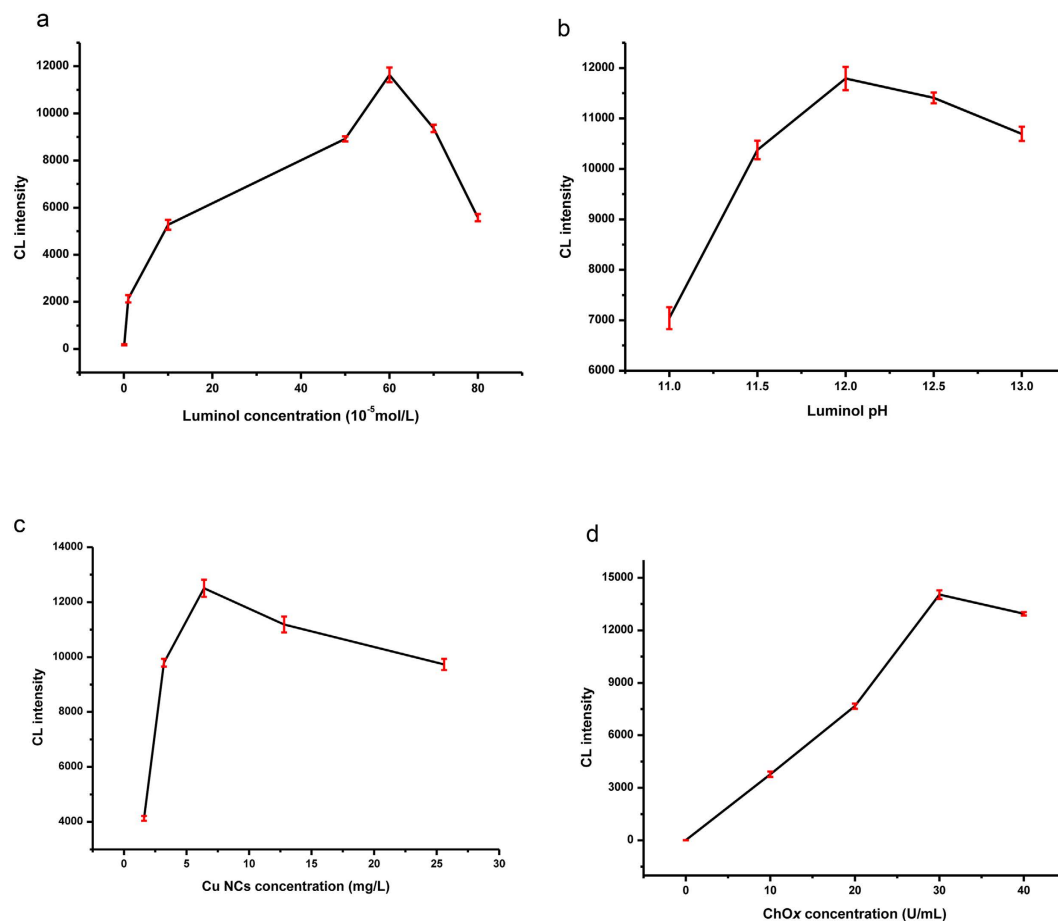 a
12000
10000
8000
6000
4000
2000
0
CL intensity
0 20 40 60 80
Luminol concentration (10⁻⁵mol/L)
b
12000
11000
10000
9000
8000
7000
6000
CL intensity
11.0 11.5 12.0 12.5 13.0
Luminol pH
c
14000
12000
10000
8000
6000
4000
CL intensity
0 5 10 15 20 25 30
Cu NCs concentration (mg/L)
d
15000
12000
9000
6000
3000
0
CL intensity
0 10 20 30 40
ChOx concentration (U/mL)